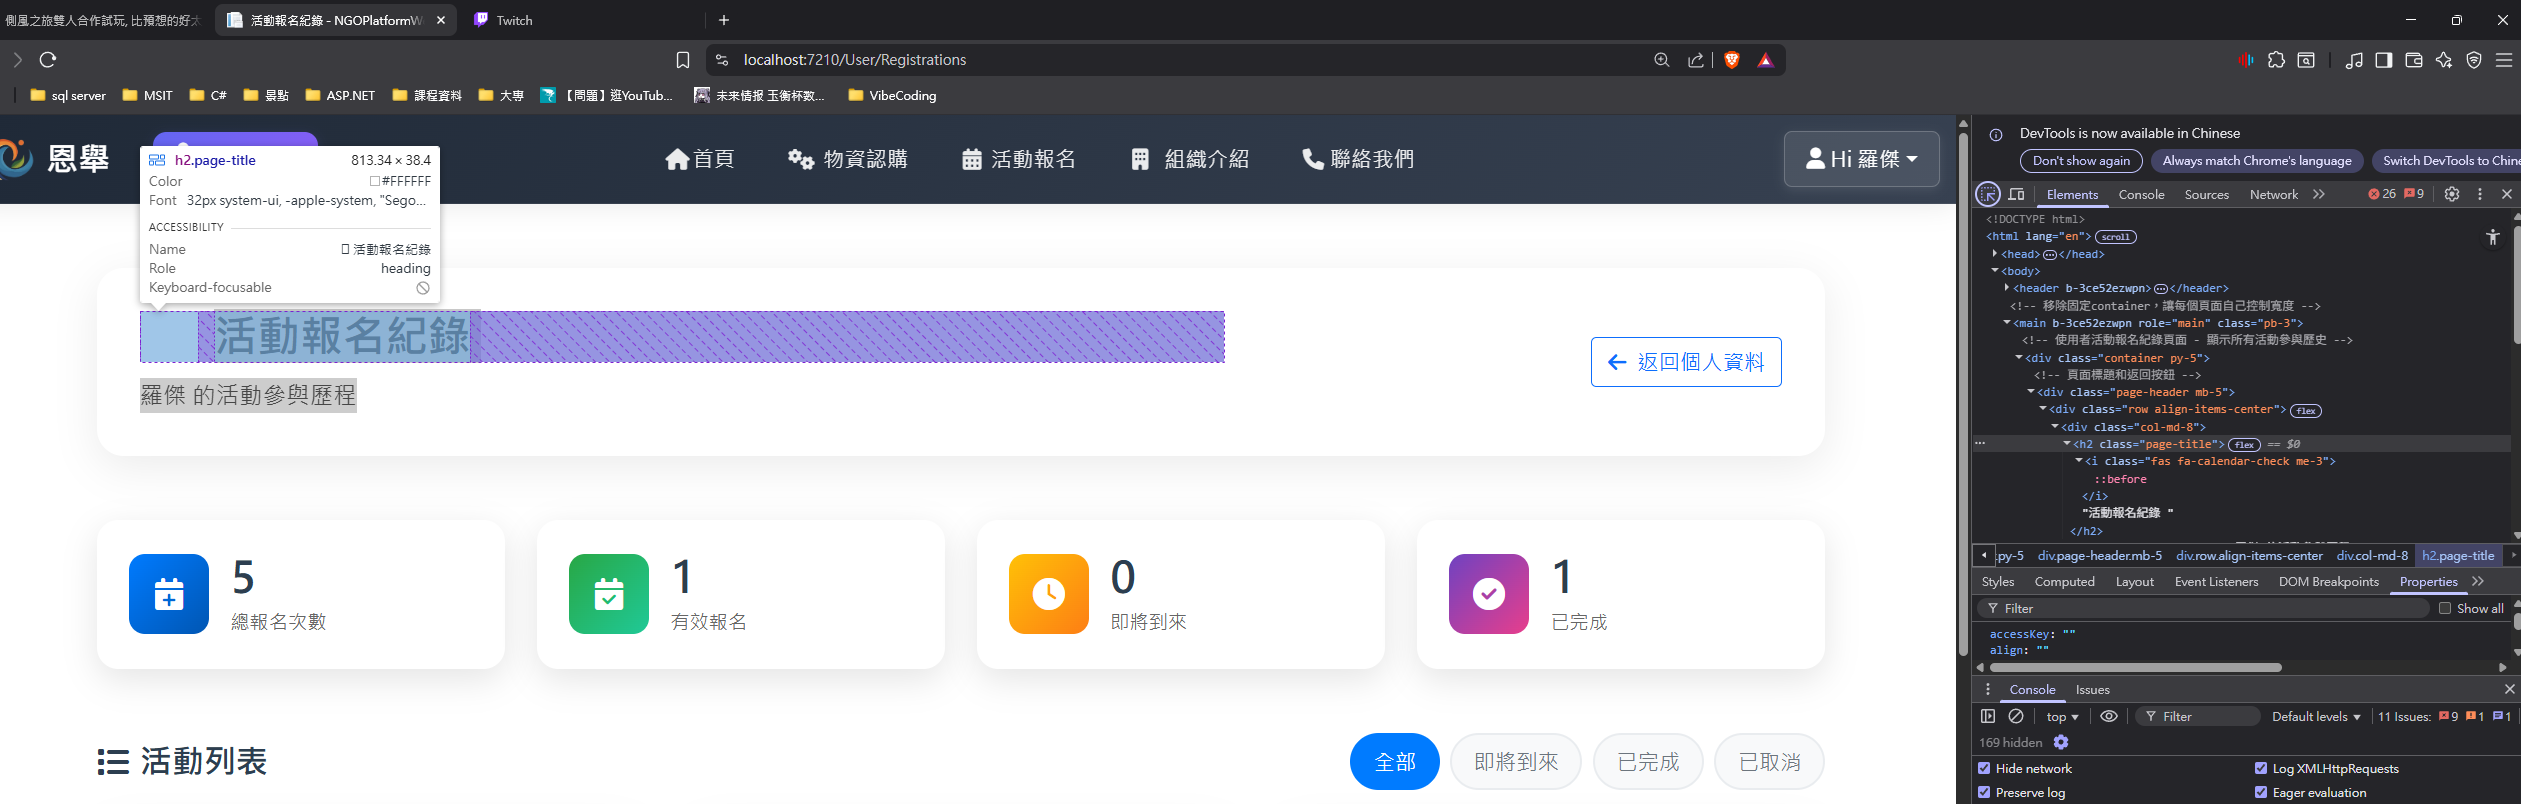 側風之旅雙人合作試玩, 比預想的好太
活動報名紀錄 - NGOPlatformW
Twitch
localhost:7210/User/Registrations
sql server
MSIT
C#
景點
ASP.NET
課程資料
大專
【問題】逛YouTub...
未來情报 玉衡杯数...
VibeCoding
恩舉
首頁
物資認購
活動報名
組織介紹
聯絡我們
Hi 羅傑
h2.page-title
813.34 × 38.4
Color
#FFFFFF
Font
32px system-ui, -apple-system, "Sego...
ACCESSIBILITY
Name
活動報名紀錄
Role
heading
Keyboard-focusable
活動報名紀錄
羅傑 的活動參與歷程
返回個人資料
5
總報名次數
1
有效報名
0
即將到來
1
已完成
活動列表
全部
即將到來
已完成
已取消
DevTools is now available in Chinese
Don't show again
Always match Chrome's language
Switch DevTools to Chine
Elements
Console
Sources
Network
26
9
<!DOCTYPE html>
<html lang="en"> scroll
<head> </head>
<body>
<header b-3ce52ezwpn> </header>
<!-- 移除固定container，讓每個頁面自己控制寬度 -->
<main b-3ce52ezwpn role="main" class="pb-3">
<!-- 使用者活動報名紀錄頁面 - 顯示所有活動參與歷史 -->
<div class="container py-5">
<!-- 頁面標題和返回按鈕 -->
<div class="page-header mb-5">
<div class="row align-items-center"> flex
<div class="col-md-8">
<h2 class="page-title"> flex == $0
<i class="fas fa-calendar-check me-3">
::before
</i>
"活動報名紀錄 "
</h2>
.py-5
div.page-header.mb-5
div.row.align-items-center
div.col-md-8
h2.page-title
Styles
Computed
Layout
Event Listeners
DOM Breakpoints
Properties
Filter
Show all
accessKey: ""
align: ""
Console
Issues
top
Filter
Default levels
11 Issues:
9
1
1
169 hidden
Hide network
Log XMLHttpRequests
Preserve log
Eager evaluation